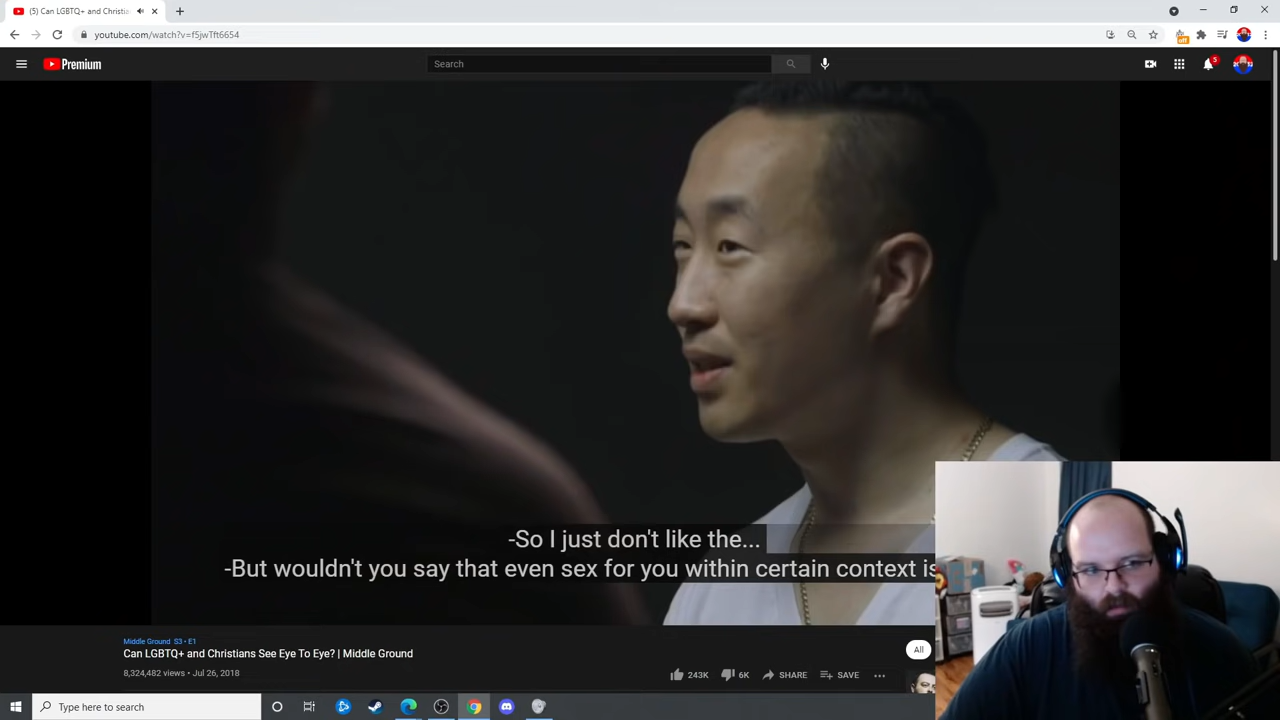 (5) Can LGBTQ+ and Christia
youtube.com/watch?v=f5jwTft6654
off
Premium
Search
5
-So I just don't like the...
-But wouldn't you say that even sex for you within certain context is
Middle Ground S3 • E1
Can LGBTQ+ and Christians See Eye To Eye? | Middle Ground
8,324,482 views • Jul 26, 2018
243K
6K
SHARE
SAVE
All
Type here to search